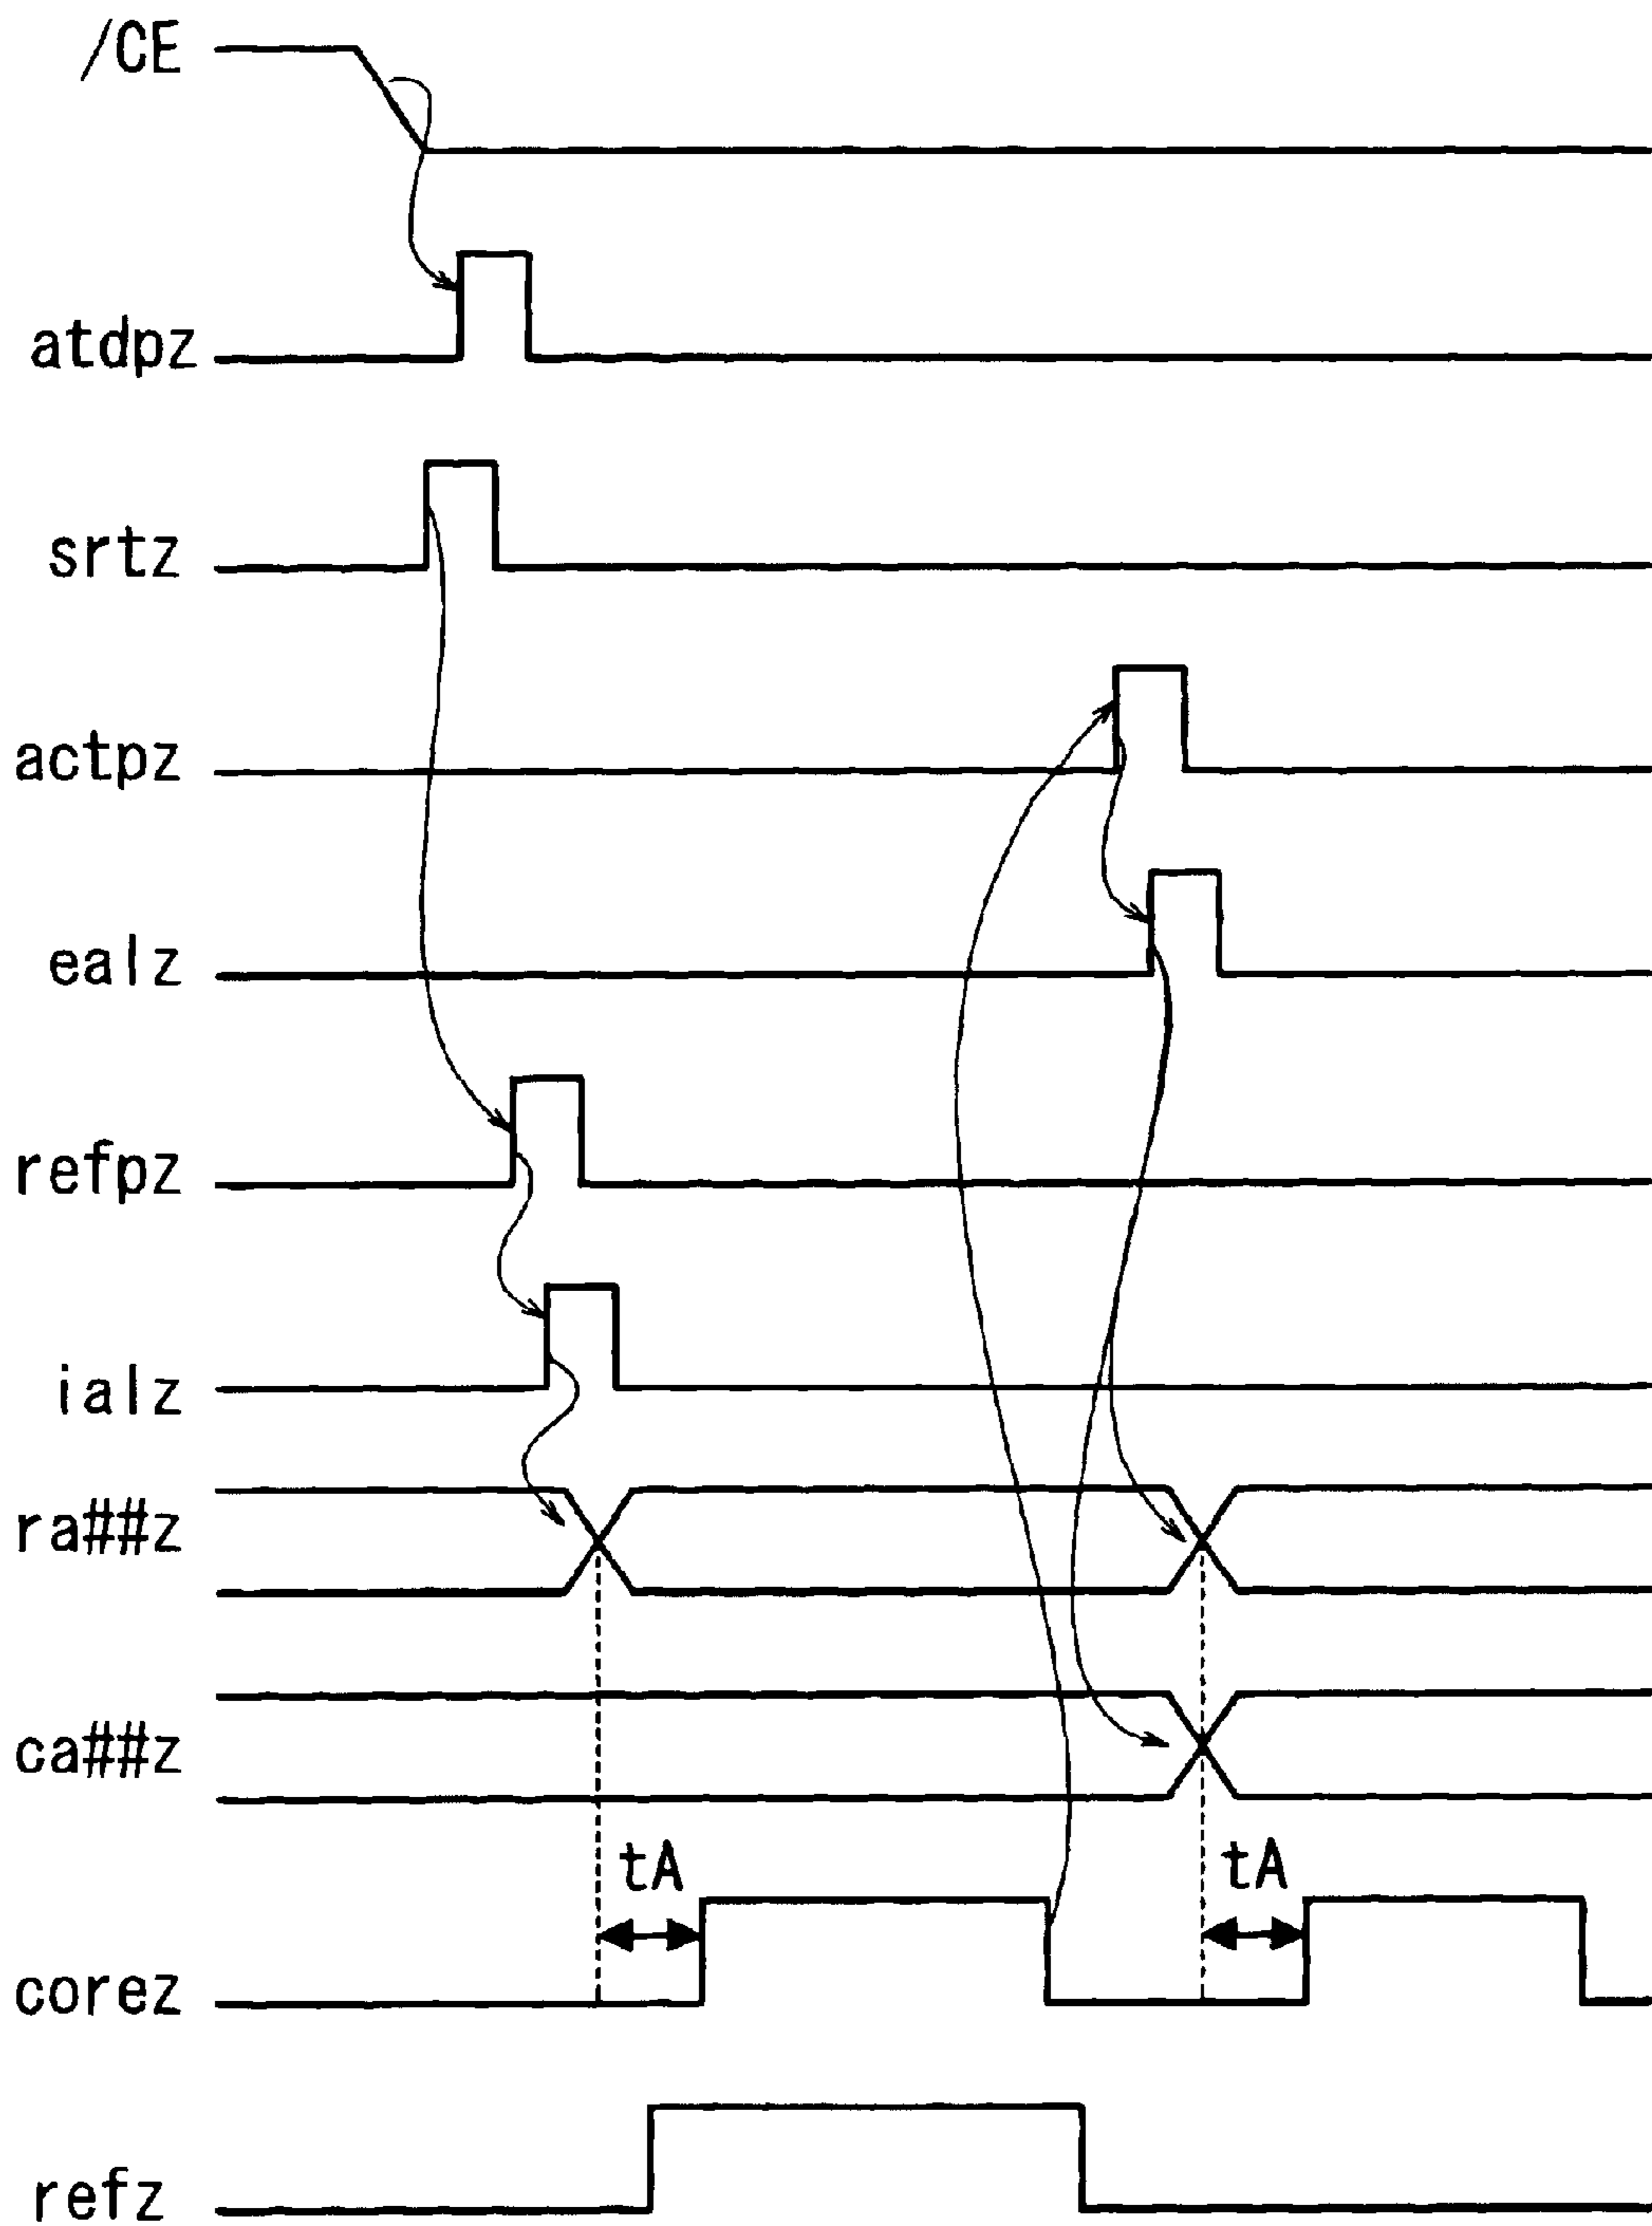 /CE
atdpz
srtz
actpz
ealz
refpz
ialz
ra##z
ca##z
tA tA
corez
refz